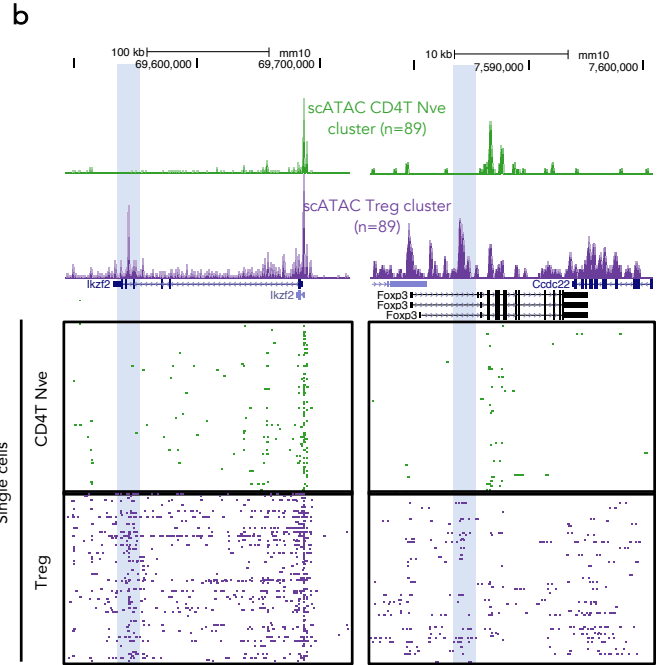 b
100 kb mm10
69,600,000 69,700,000
10 kb mm10
7,590,000 7,600,000
scATAC CD4T Nve
cluster (n=89)
scATAC Treg cluster
(n=89)
Ikzf2
Ikzf2
Ccdc22
Foxp3
Foxp3
Foxp3
Single cells
CD4T Nve
Treg